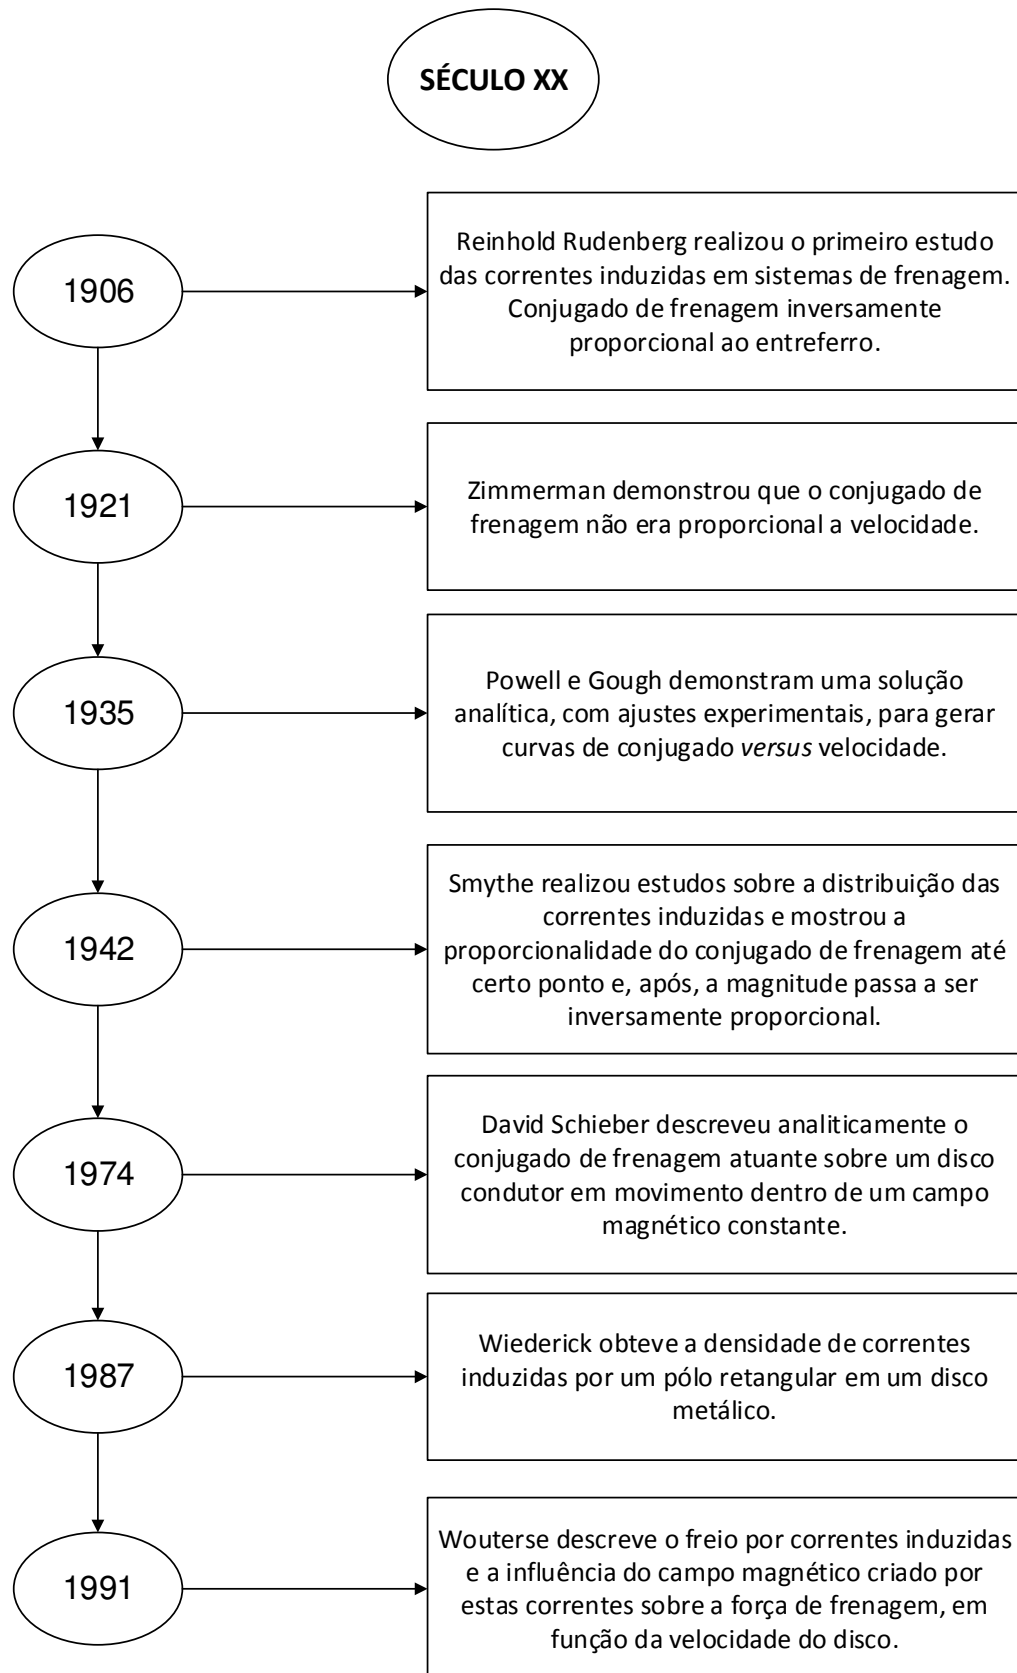 SÉCULO XX
1906
Reinhold Rudenberg realizou o primeiro estudo
das correntes induzidas em sistemas de frenagem.
Conjugado de frenagem inversamente
proporcional ao entreferro.
1921
Zimmerman demonstrou que o conjugado de
frenagem não era proporcional a velocidade.
1935
Powell e Gough demonstram uma solução
analítica, com ajustes experimentais, para gerar
curvas de conjugado versus velocidade.
1942
Smythe realizou estudos sobre a distribuição das
correntes induzidas e mostrou a
proporcionalidade do conjugado de frenagem até
certo ponto e, após, a magnitude passa a ser
inversamente proporcional.
1974
David Schieber descreveu analiticamente o
conjugado de frenagem atuante sobre um disco
condutor em movimento dentro de um campo
magnético constante.
1987
Wiederick obteve a densidade de correntes
induzidas por um pólo retangular em um disco
metálico.
1991
Wouterse descreve o freio por correntes induzidas
e a influência do campo magnético criado por
estas correntes sobre a força de frenagem, em
função da velocidade do disco.